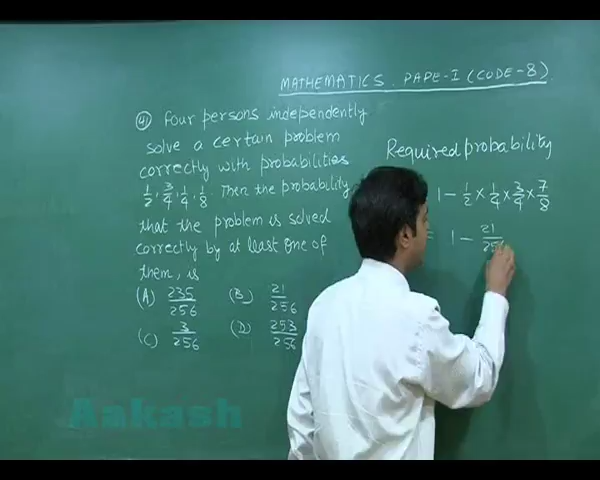 MATHEMATICS PAPE-I (CODE-8)
(41) Four persons independently
solve a certain problem
correctly with probabilities
1/2, 3/4, 1/4, 1/8. Then the probability
that the problem is solved
correctly by at least one of
them, is
(A) 235/256 (B) 21/256
(C) 3/256 (D) 253/256
Required probability
1 - 1/2 × 1/4 × 3/4 × 7/8
= 1 - 21/256
Aakash